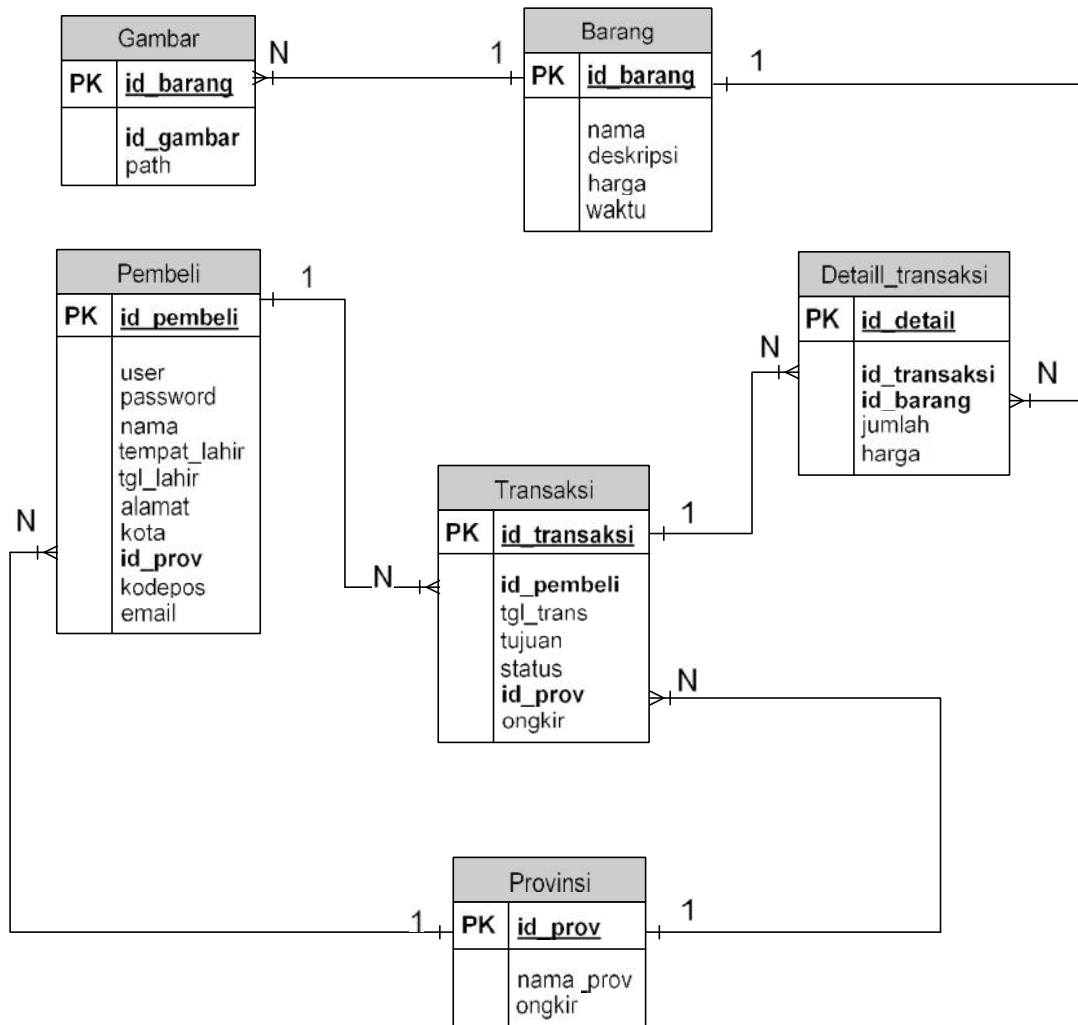 Gambar
PK id_barang
id_gambar
path
N
1
Barang
PK id_barang
nama
deskripsi
harga
waktu
1
Pembeli
PK id_pembeli
user
password
nama
tempat_lahir
tgl_lahir
alamat
kota
id_prov
kodepos
email
1
N
N
Detaill_transaksi
PK id_detail
id_transaksi
id_barang
jumlah
harga
N
N
Transaksi
PK id_transaksi
id_pembeli
tgl_trans
tujuan
status
id_prov
ongkir
1
N
Provinsi
PK id_prov
nama _prov
ongkir
1
1